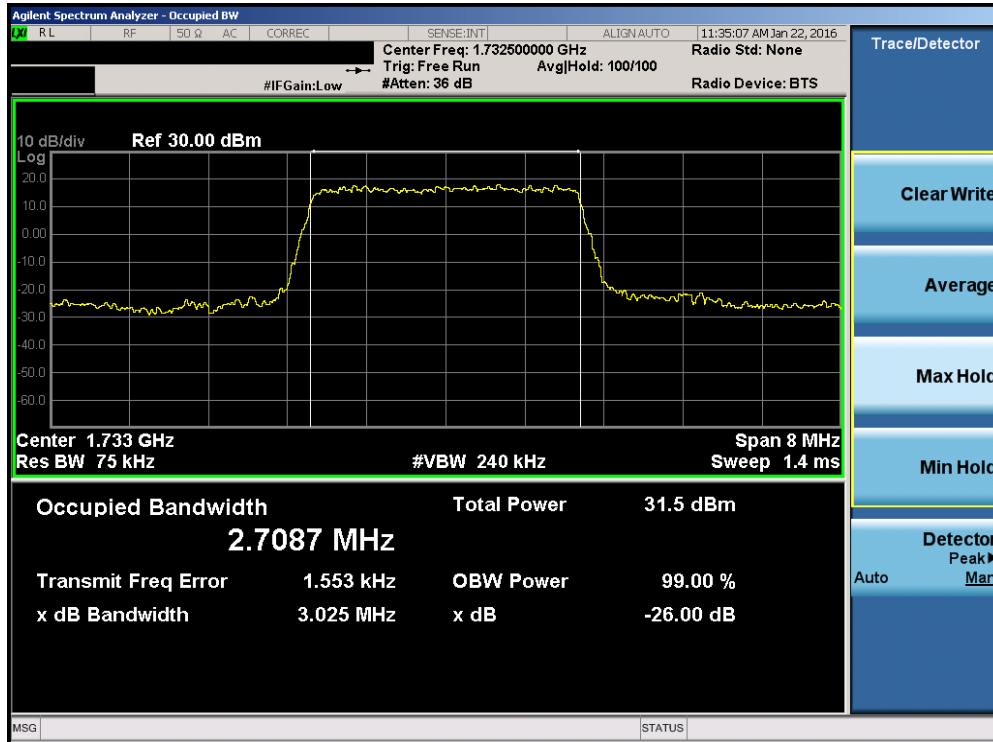 Agilent Spectrum Analyzer - Occupied BW
LXI RL RF 50 Ω AC CORREC SENSE:INT ALIGN AUTO 11:35:07 AM Jan 22, 2016
Center Freq: 1.732500000 GHz Radio Std: None
Trig: Free Run Avg|Hold: 100/100
#IFGain:Low #Atten: 36 dB Radio Device: BTS
10 dB/div Ref 30.00 dBm
Log
20.0
10.0
0.00
-10.0
-20.0
-30.0
-40.0
-50.0
-60.0
Center 1.733 GHz Span 8 MHz
Res BW 75 kHz #VBW 240 kHz Sweep 1.4 ms
Occupied Bandwidth Total Power 31.5 dBm
2.7087 MHz
Transmit Freq Error 1.553 kHz OBW Power 99.00 %
x dB Bandwidth 3.025 MHz x dB -26.00 dB
MSG STATUS
Trace/Detector
Clear Write
Average
Max Hold
Min Hold
Detector
Peak▶
Auto Man